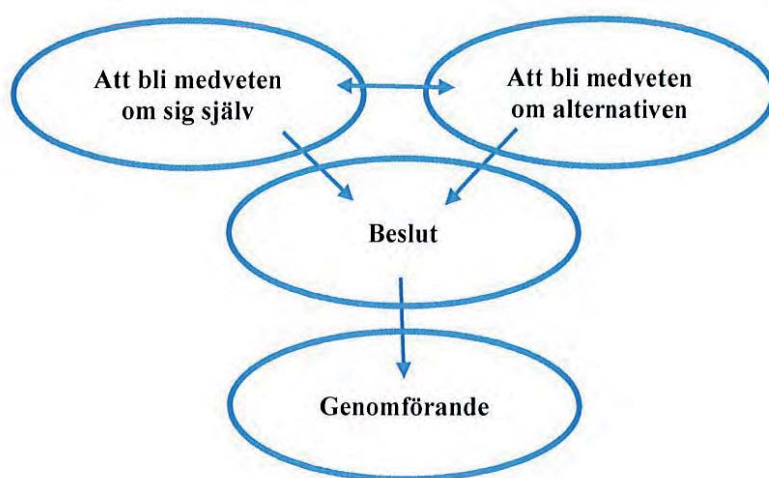 Att bli medveten
om sig själv
Att bli medveten
om alternativen
Beslut
Genomförande